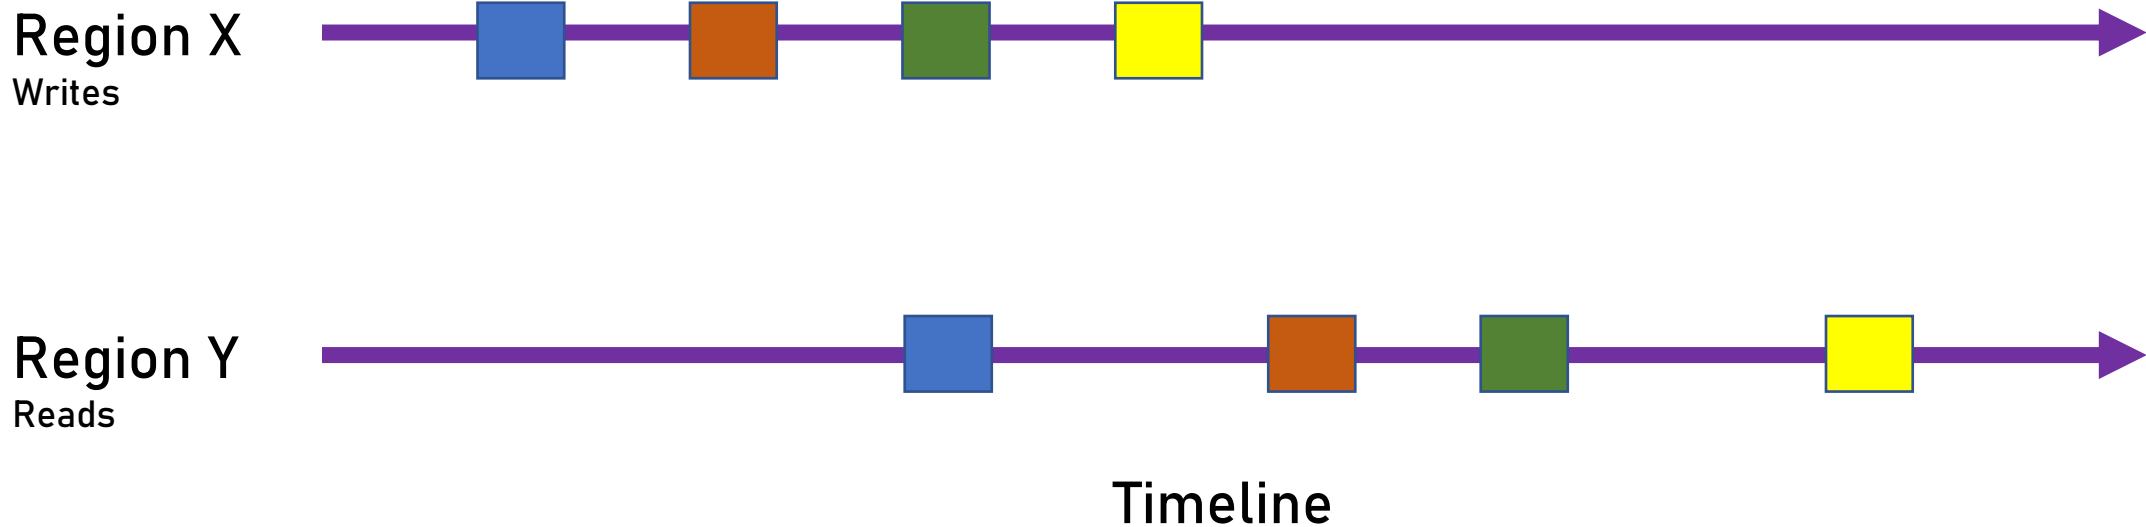 Region X
Writes
Region Y
Reads
Timeline